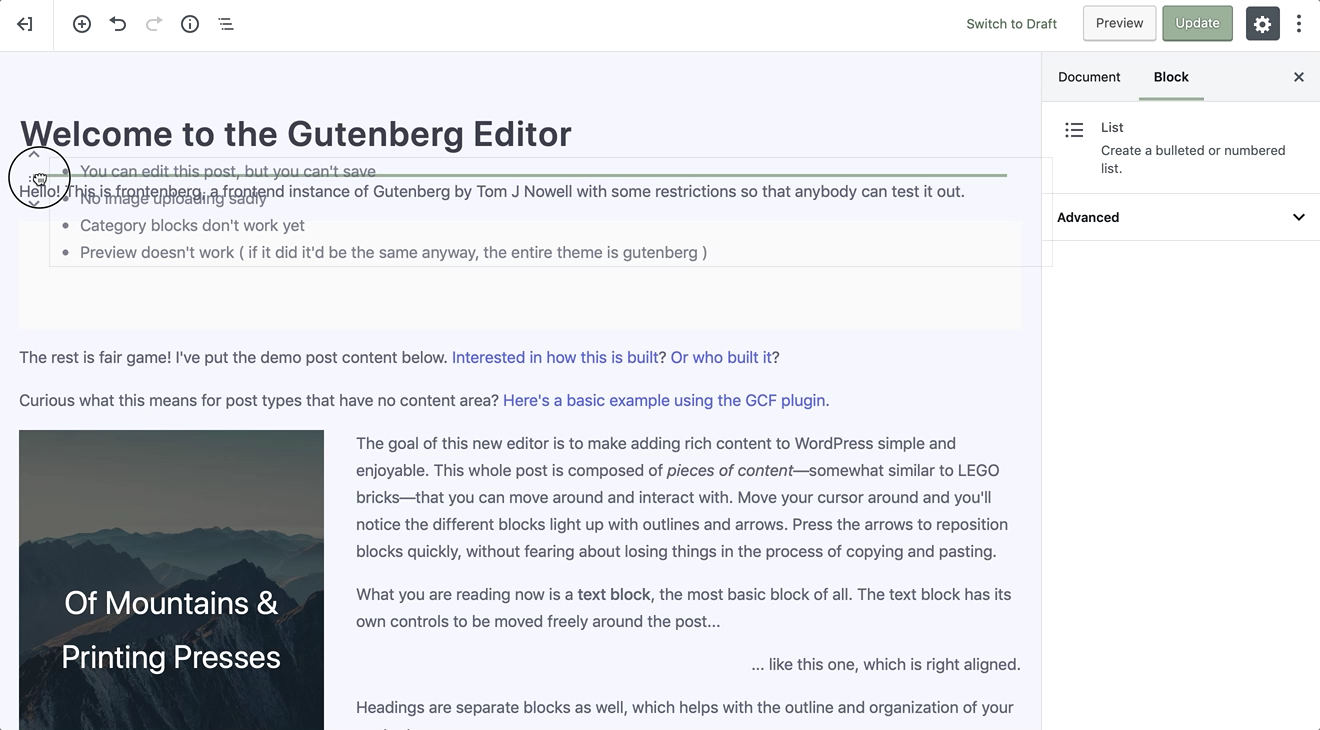 Switch to Draft
Preview
Update
Document
Block
List
Create a bulleted or numbered
list.
Advanced
Welcome to the Gutenberg Editor
You can edit this post, but you can't save
Hello! This is frontenberg, a frontend instance of Gutenberg by Tom J Nowell with some restrictions so that anybody can test it out.
No image uploading sadly
Category blocks don't work yet
Preview doesn't work ( if it did it'd be the same anyway, the entire theme is gutenberg )
The rest is fair game! I've put the demo post content below. Interested in how this is built? Or who built it?
Curious what this means for post types that have no content area? Here's a basic example using the GCF plugin.
Of Mountains &
Printing Presses
The goal of this new editor is to make adding rich content to WordPress simple and
enjoyable. This whole post is composed of pieces of content—somewhat similar to LEGO
bricks—that you can move around and interact with. Move your cursor around and you'll
notice the different blocks light up with outlines and arrows. Press the arrows to reposition
blocks quickly, without fearing about losing things in the process of copying and pasting.
What you are reading now is a text block, the most basic block of all. The text block has its
own controls to be moved freely around the post...
... like this one, which is right aligned.
Headings are separate blocks as well, which helps with the outline and organization of your